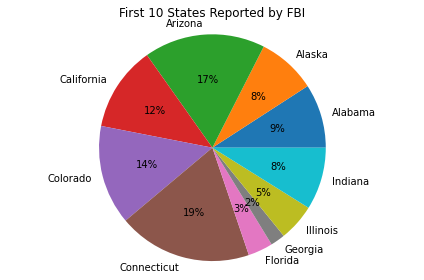 First 10 States Reported by FBI
Arizona
Alaska
California
17%
8%
12%
Alabama
9%
Colorado
14%
8%
Indiana
5%
2%
3%
19%
Illinois
Georgia
Florida
Connecticut